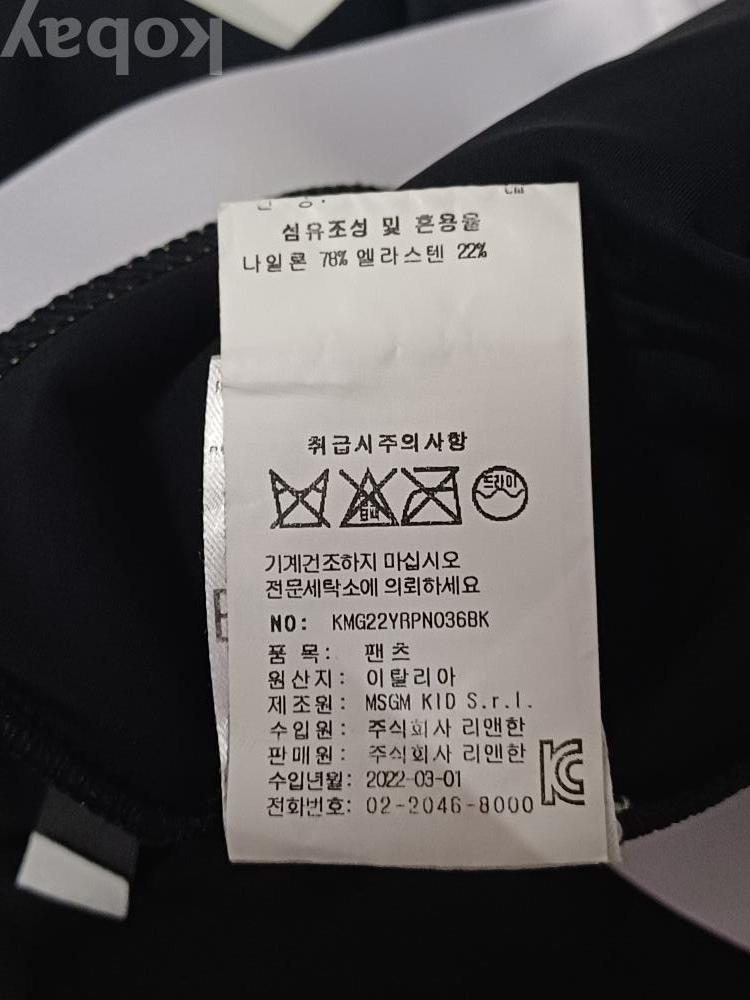 kobay
섬유조성 및 혼용율
나일론 78% 엘라스텐 22%
취급시주의사항
드라이
기계건조하지 마십시오
전문세탁소에 의뢰하세요
NO: KMG22YRPN036BK
품 목: 팬 츠
원산지: 이탈리아
제조원: MSGM KID S.r.l.
수입원: 주식회사 리앤한
판매원: 주식회사 리앤한
수입년월: 2022-03-01
전화번호: 02-2046-8000